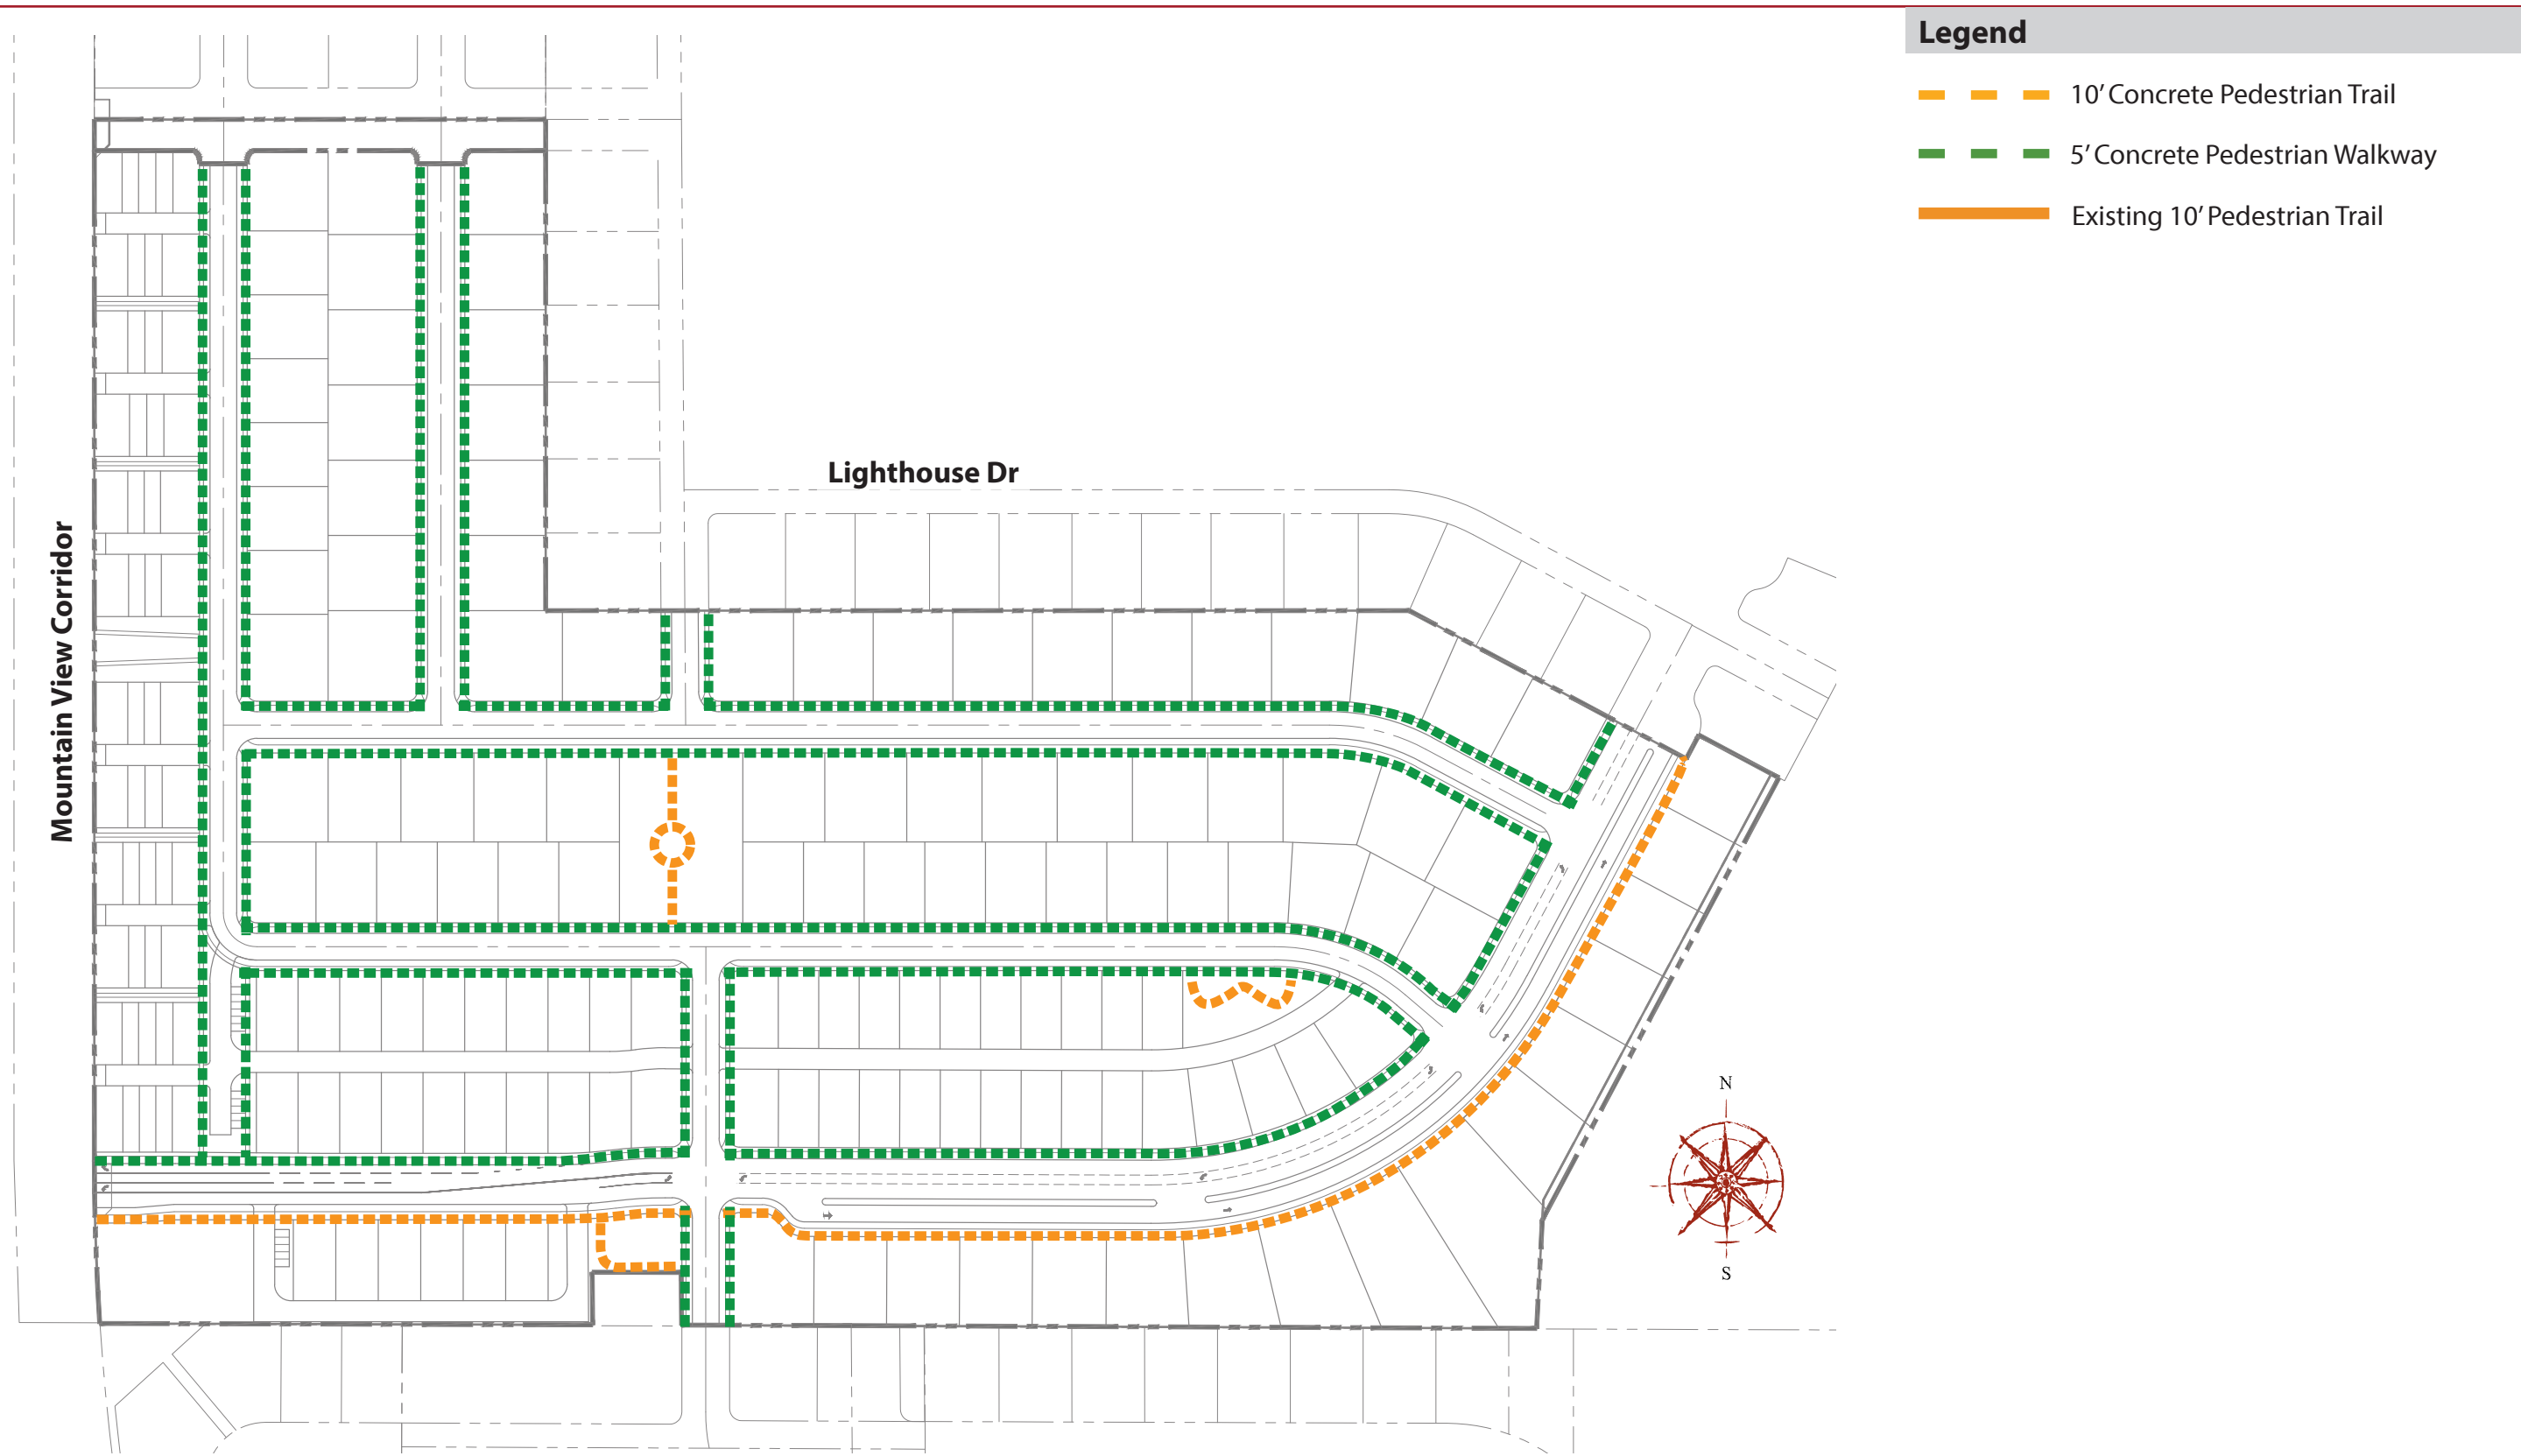 Legend
10’ Concrete Pedestrian Trail
5’ Concrete Pedestrian Walkway
Existing 10’ Pedestrian Trail
Lighthouse Dr
Mountain View Corridor
N
S